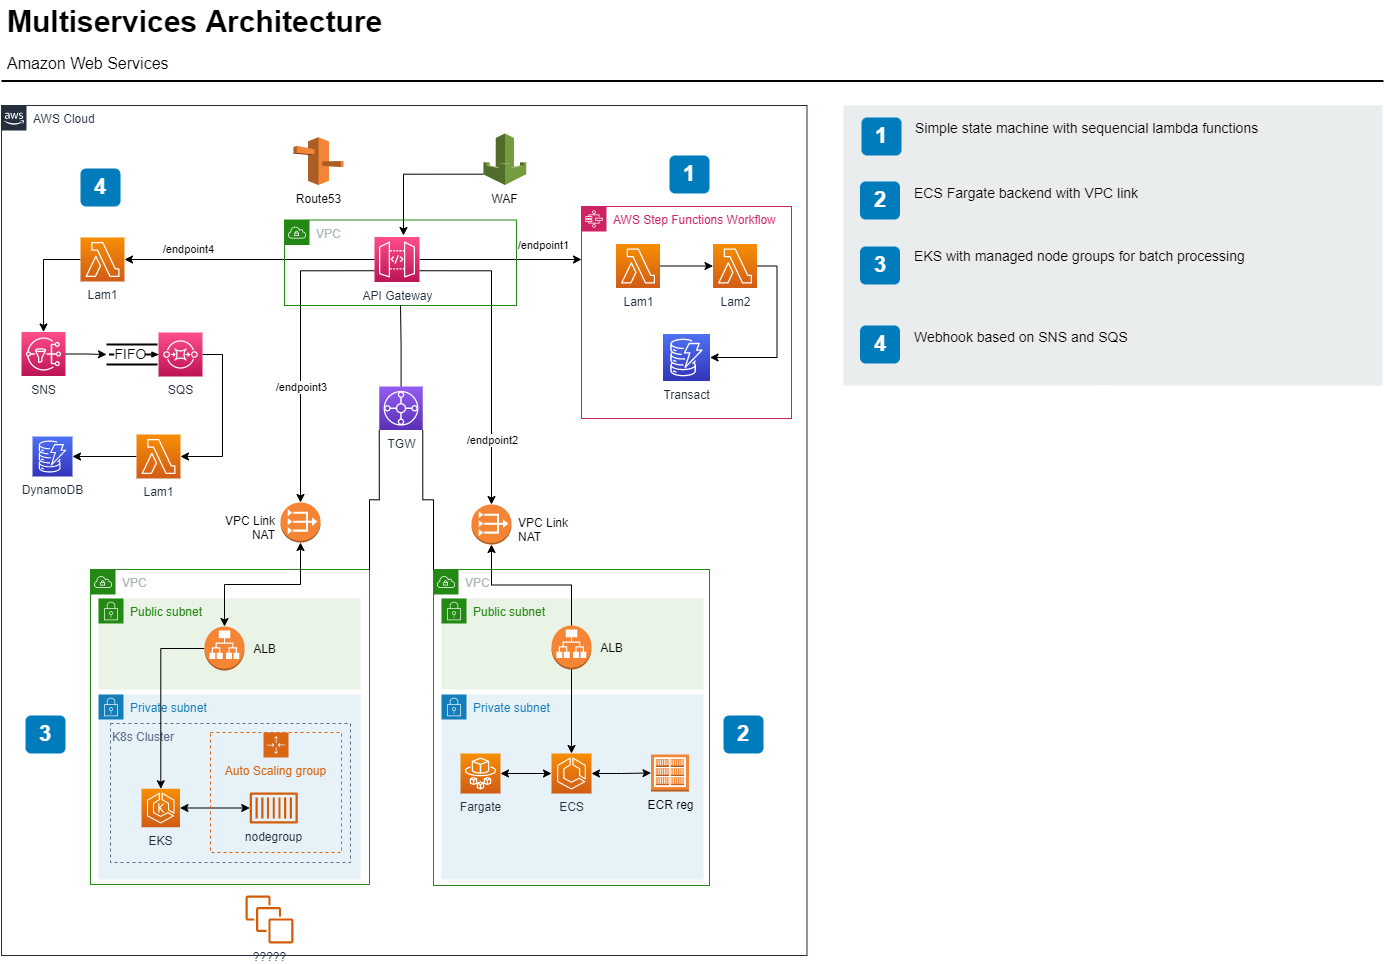 Multiservices Architecture
Amazon Web Services
aws
AWS Cloud
Route53
WAF
4
1
VPC
/endpoint4
/endpoint1
AWS Step Functions Workflow
Lam1
API Gateway
Lam1
Lam2
SNS
FIFO
SQS
/endpoint3
Transact
TGW
/endpoint2
DynamoDB
Lam1
VPC Link
NAT
VPC Link
NAT
VPC
Public subnet
ALB
Private subnet
K8s Cluster
Auto Scaling group
K
EKS
nodegroup
3
?????
VPC
Public subnet
ALB
Private subnet
Fargate
ECS
ECR reg
2
1
Simple state machine with sequencial lambda functions
2
ECS Fargate backend with VPC link
3
EKS with managed node groups for batch processing
4
Webhook based on SNS and SQS